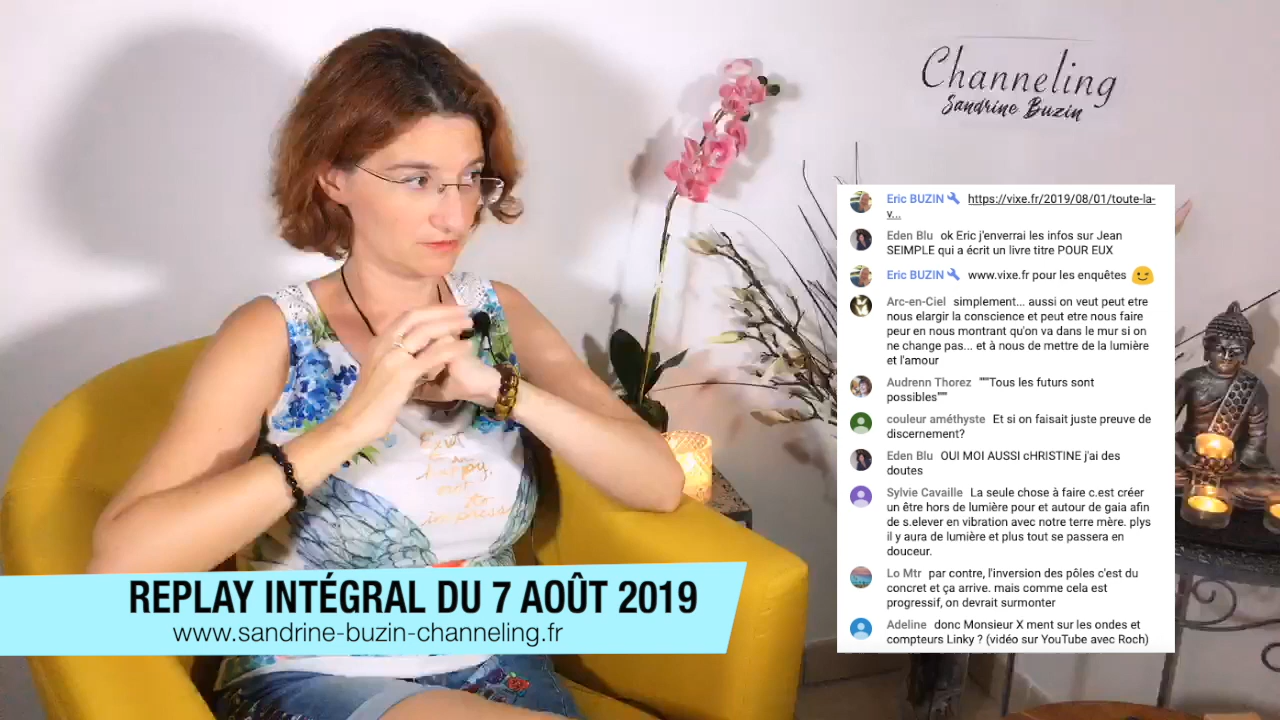 Channeling
Sandrine Buzin
Eric BUZIN https://vixe.fr/2019/08/01/toute-la-
v...
Eden Blu ok Eric j'enverrai les infos sur Jean
SEIMPLE qui a écrit un livre titre POUR EUX
Eric BUZIN www.vixe.fr pour les enquêtes
Arc-en-Ciel simplement... aussi on veut peut etre
nous elargir la conscience et peut etre nous faire
peur en nous montrant qu'on va dans le mur si on
ne change pas... et à nous de mettre de la lumière
et l'amour
Audrenn Thorez """Tous les futurs sont
possibles"""
couleur améthyste Et si on faisait juste preuve de
discernement?
Eden Blu OUI MOI AUSSI cHRISTINE j'ai des
doutes
Sylvie Cavaille La seule chose à faire c.est créer
un être hors de lumière pour et autour de gaia afin
de s.elever en vibration avec notre terre mère. plys
il y aura de lumière et plus tout se passera en
douceur.
Lo Mtr par contre, l'inversion des pôles c'est du
concret et ça arrive. mais comme cela est
progressif, on devrait surmonter
Adeline donc Monsieur X ment sur les ondes et
compteurs Linky ? (vidéo sur YouTube avec Roch)
happy,
not
to
impress
REPLAY INTÉGRAL DU 7 AOÛT 2019
www.sandrine-buzin-channeling.fr